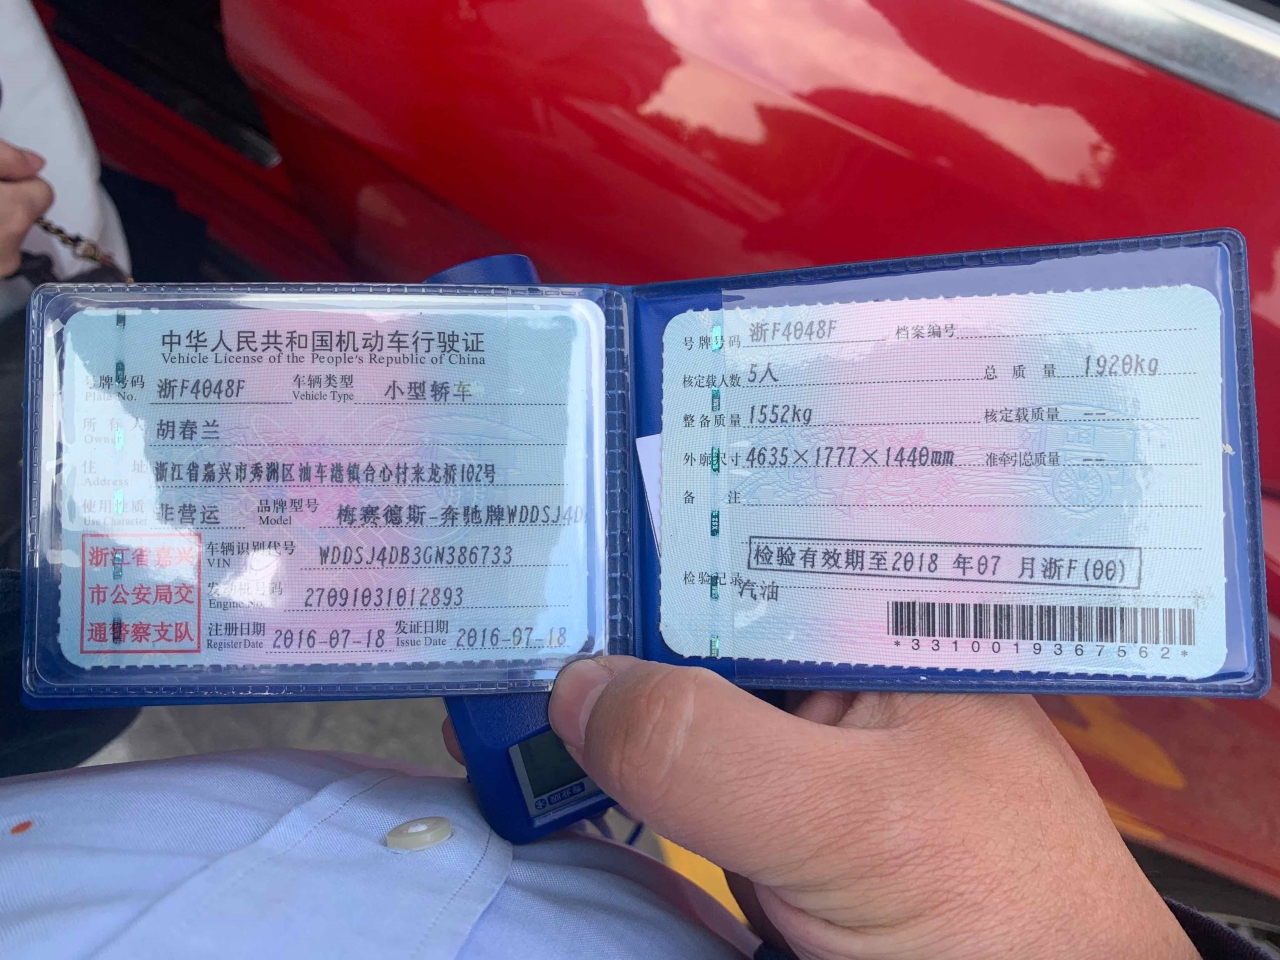 中华人民共和国机动车行驶证
Vehicle License of the People's Republic of China
号牌号码 浙F4048F 车辆类型 小型轿车
Plate No. Vehicle Type
所有人 胡春兰
Owner
住址 浙江省嘉兴市秀洲区油车港镇合心村来龙桥102号
Address
使用性质 非营运 品牌型号 梅赛德斯-奔驰牌WDDSJ4D
Use Character Model
浙江省嘉兴
市公安局交
通警察支队
车辆识别代号 WDDSJ4DB3GN386733
VIN
发动机号码 27091031012893
Engine No.
注册日期 2016-07-18 发证日期 2016-07-18
Register Date Issue Date
号牌号码 浙F4048F 档案编号
核定载人数 5人 总质量 1920kg
整备质量 1552kg 核定载质量 --
外廓尺寸 4635×1777×1440mm 准牵引总质量 --
备注
检验有效期至2018 年07 月浙F(00)
检验记录 汽油
*3310019367562*